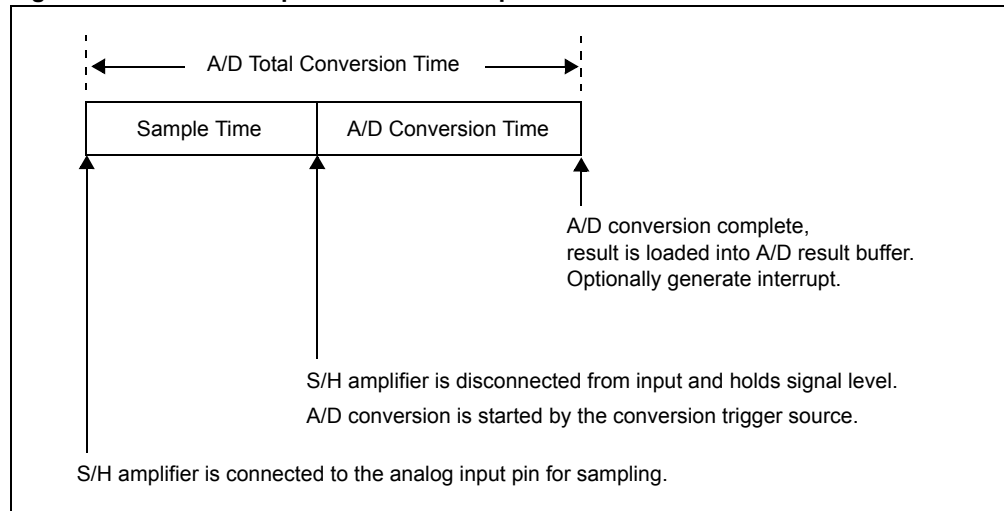 A/D Total Conversion Time
Sample Time
A/D Conversion Time
A/D conversion complete,
result is loaded into A/D result buffer.
Optionally generate interrupt.
S/H amplifier is disconnected from input and holds signal level.
A/D conversion is started by the conversion trigger source.
S/H amplifier is connected to the analog input pin for sampling.